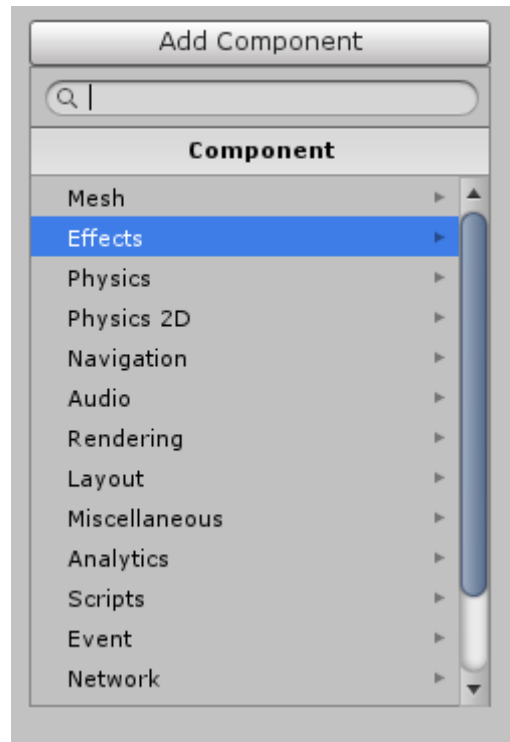 Add Component
Component
Mesh
Effects
Physics
Physics 2D
Navigation
Audio
Rendering
Layout
Miscellaneous
Analytics
Scripts
Event
Network